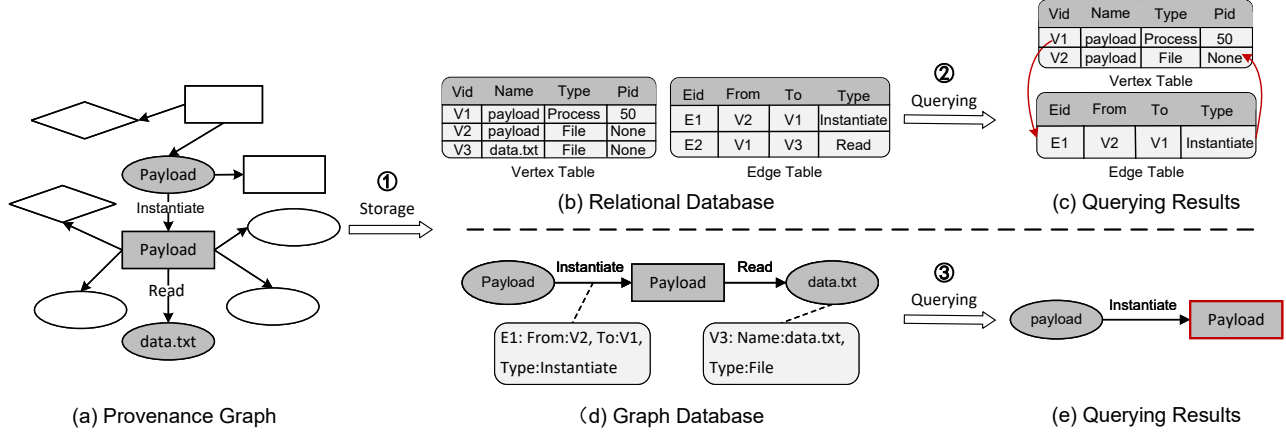 Payload
Instantiate
Payload
Read
data.txt
(a) Provenance Graph
①
Storage
Vid Name Type Pid
V1 payload Process 50
V2 payload File None
V3 data.txt File None
Vertex Table
Eid From To Type
E1 V2 V1 Instantiate
E2 V1 V3 Read
Edge Table
(b) Relational Database
②
Querying
Vid Name Type Pid
V1 payload Process 50
V2 payload File None
Vertex Table
Eid From To Type
E1 V2 V1 Instantiate
Edge Table
(c) Querying Results
Payload Instantiate Payload Read data.txt
E1: From:V2, To:V1,
Type:Instantiate
V3: Name:data.txt,
Type:File
(d) Graph Database
③
Querying
payload Instantiate Payload
(e) Querying Results